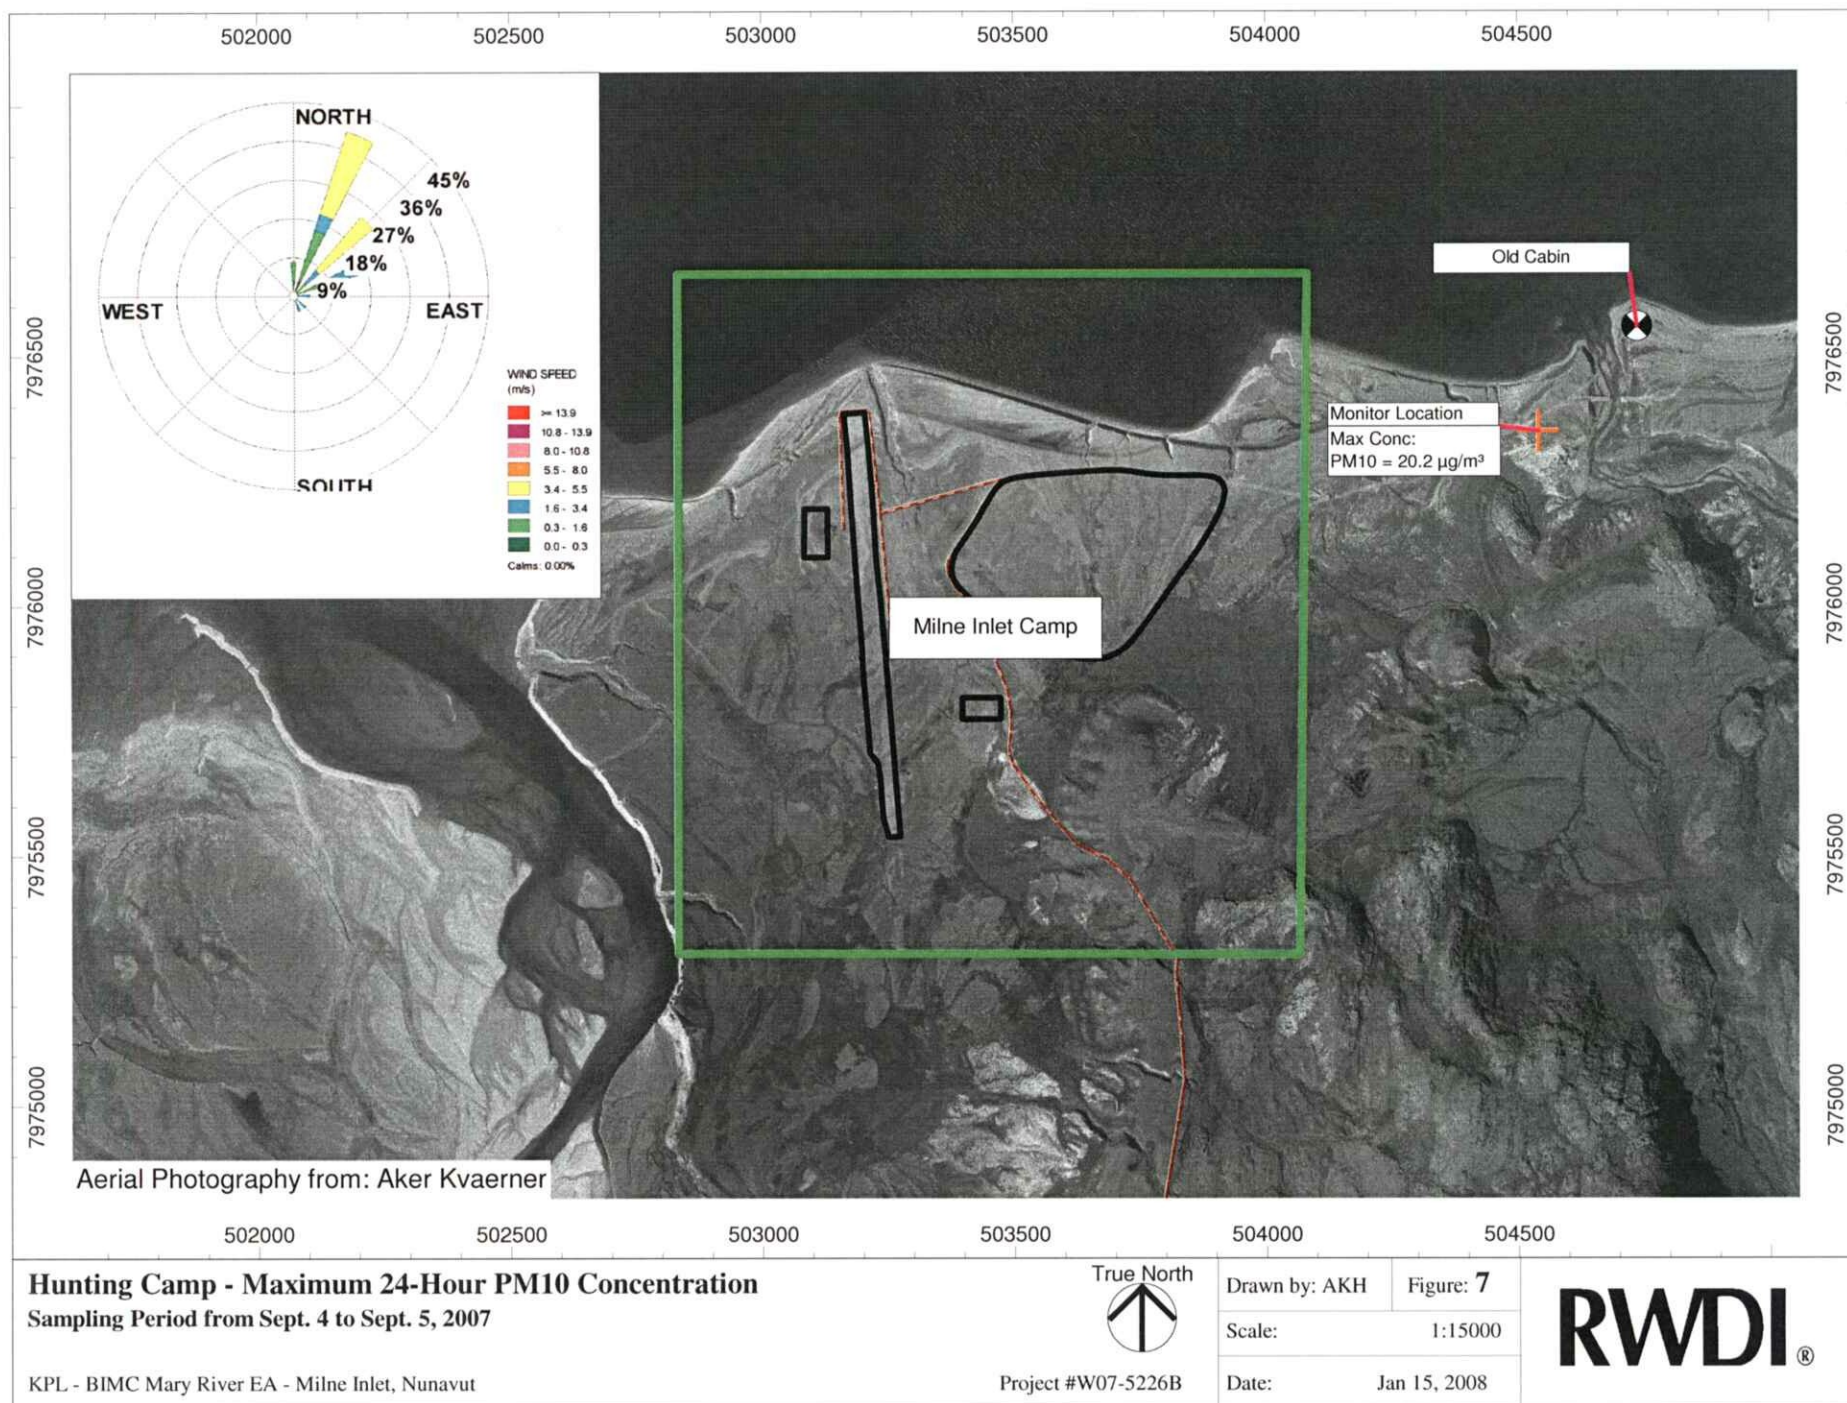 502000 502500 503000 503500 504000 504500
NORTH
45%
36%
27%
18%
9%
WEST
EAST
SOUTH
WIND SPEED
(m/s)
>= 13.9
10.8 - 13.9
8.0 - 10.8
5.5 - 8.0
3.4 - 5.5
1.6 - 3.4
0.3 - 1.6
0.0 - 0.3
Calms: 0.00%
Old Cabin
Monitor Location
Max Conc:
PM10 = 20.2 µg/m³
Milne Inlet Camp
7976500
7976000
7975500
7975000
7976500
7976000
7975500
7975000
Aerial Photography from: Aker Kvaerner
502000 502500 503000 503500 504000 504500
Hunting Camp - Maximum 24-Hour PM10 Concentration
Sampling Period from Sept. 4 to Sept. 5, 2007
KPL - BIMC Mary River EA - Milne Inlet, Nunavut
True North
Project #W07-5226B
Drawn by: AKH Figure: 7
Scale: 1:15000
Date: Jan 15, 2008
RWDI®